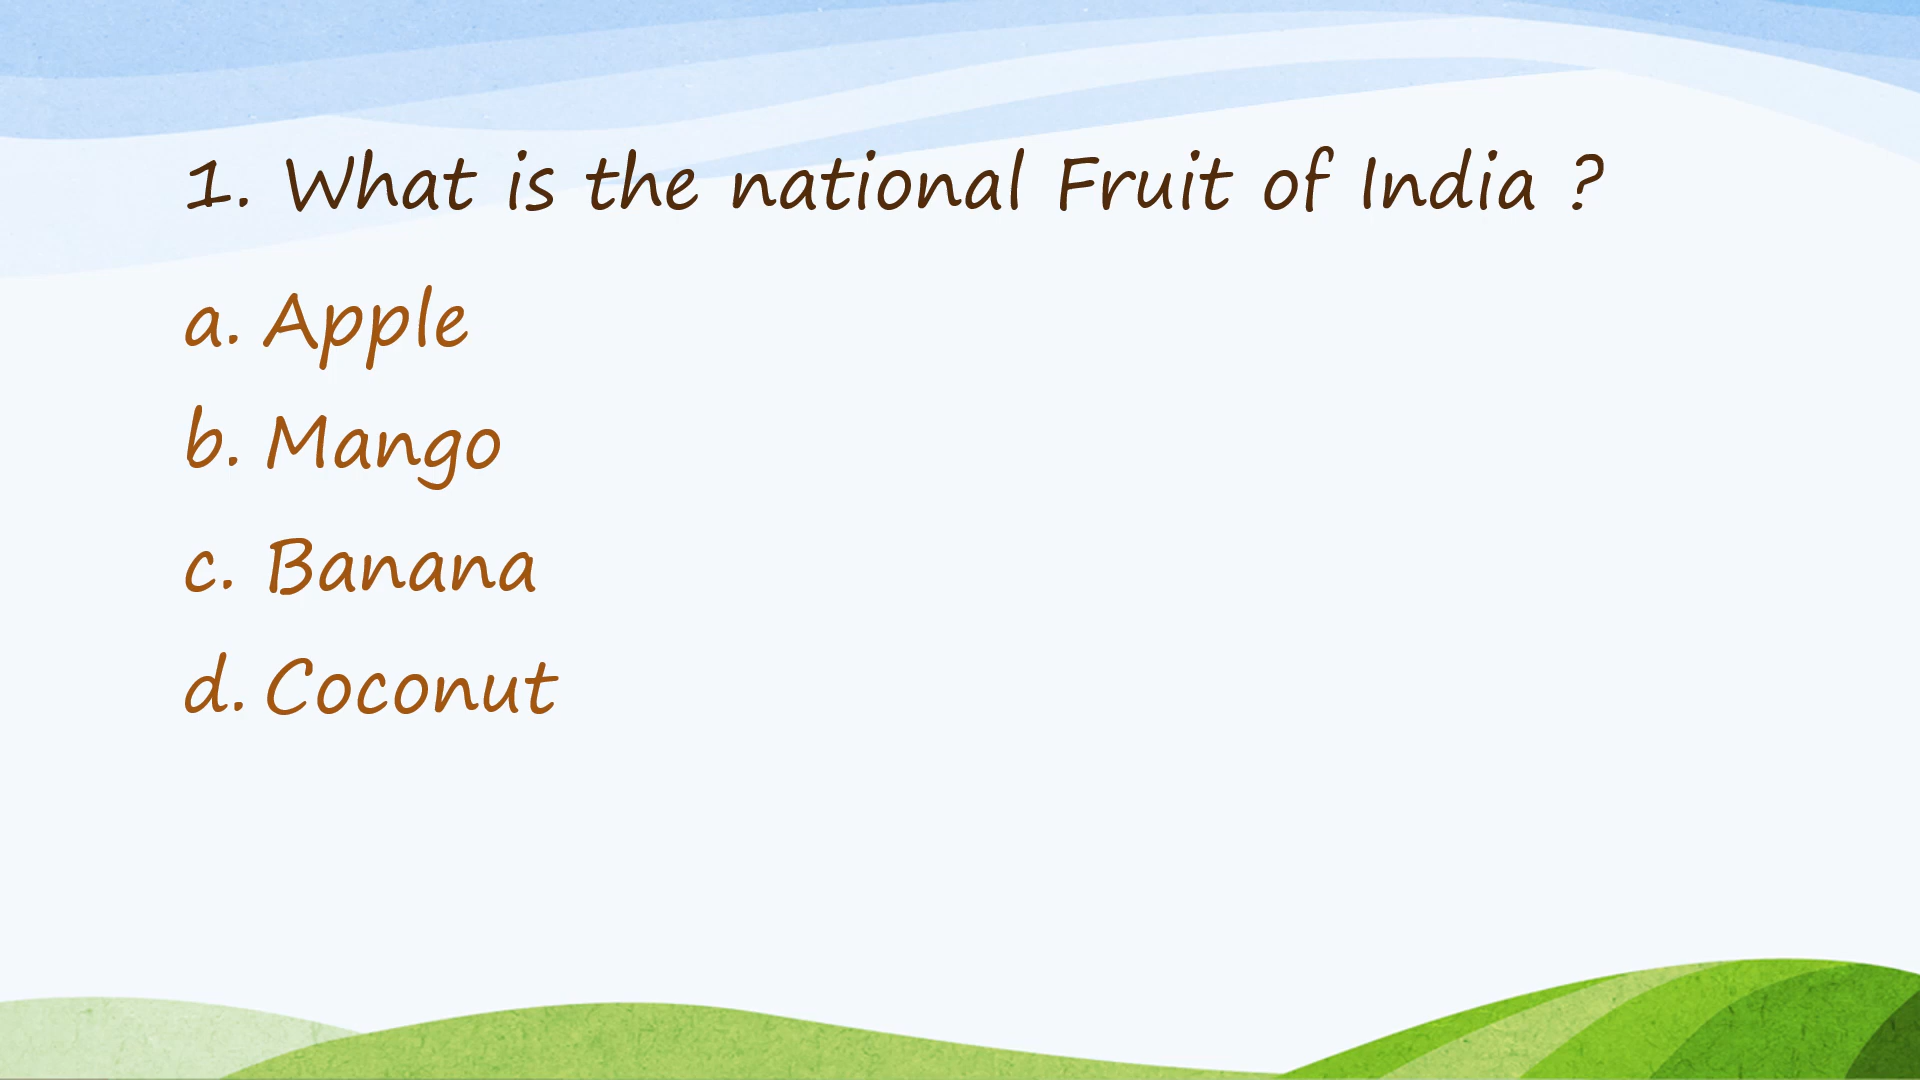 1. What is the national Fruit of India ?
a. Apple
b. Mango
c. Banana
d. Coconut